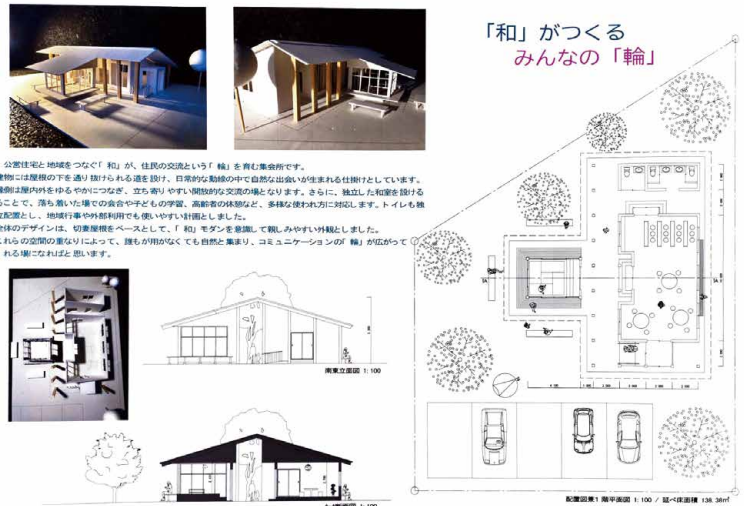 「和」がつくる
みんなの「輪」
公営住宅と地域をつなぐ「和」が、住民の交流という「輪」を育む集会所です。
建物には屋根の下を通り抜けられる道を設け、日常的な動線の中で自然な出会いが生まれる仕掛けとしています。
縁側は屋内外をゆるやかにつなぎ、立ち寄りやすい開放的な交流の場となります。さらに、独立した和室を設ける
ることで、落ち着いた場での会合や子どもの学習、高齢者の休憩など、多様な使われ方に対応します。トイレも独
立配置とし、地域行事や外部利用でも使いやすい計画としました。
全体のデザインは、切妻屋根をベースとして、「和」モダンを意識して親しみやすい外観としました。
これらの空間の重なりによって、誰もが用がなくても自然と集まり、コミュニケーションの「輪」が広がって
れる場になればと思います。
南東立面図 1:100
1:100
配置図兼1階平面図 1:100 / 延べ床面積 138.38㎡